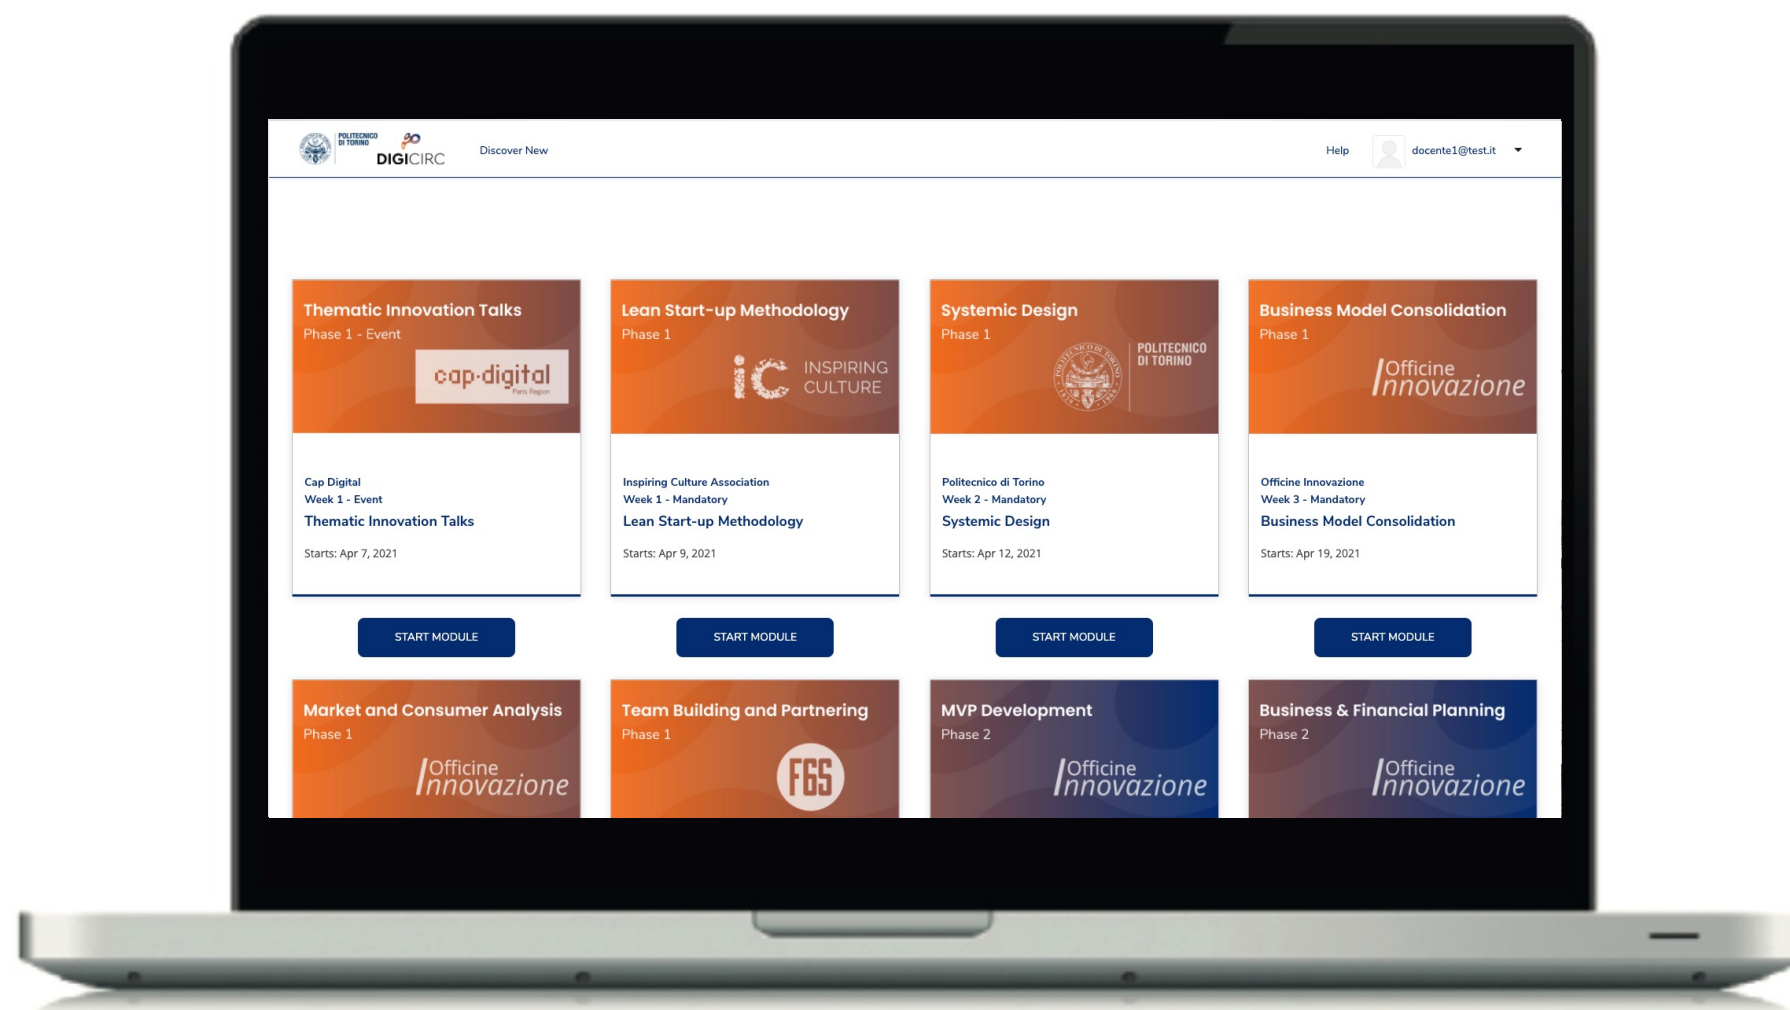 POLITECNICO
DI TORINO
DIGICIRC
Discover New
Help
docente1@test.it
Thematic Innovation Talks
Phase 1 - Event
cap·digital
Paris Region
Lean Start-up Methodology
Phase 1
ic INSPIRING
CULTURE
Systemic Design
Phase 1
POLITECNICO
DI TORINO
Business Model Consolidation
Phase 1
Officine
Innovazione
Cap Digital
Week 1 - Event
Thematic Innovation Talks
Starts: Apr 7, 2021
Inspiring Culture Association
Week 1 - Mandatory
Lean Start-up Methodology
Starts: Apr 9, 2021
Politecnico di Torino
Week 2 - Mandatory
Systemic Design
Starts: Apr 12, 2021
Officine Innovazione
Week 3 - Mandatory
Business Model Consolidation
Starts: Apr 19, 2021
START MODULE
START MODULE
START MODULE
START MODULE
Market and Consumer Analysis
Phase 1
Officine
Innovazione
Team Building and Partnering
Phase 1
F6S
MVP Development
Phase 2
Officine
Innovazione
Business & Financial Planning
Phase 2
Officine
Innovazione